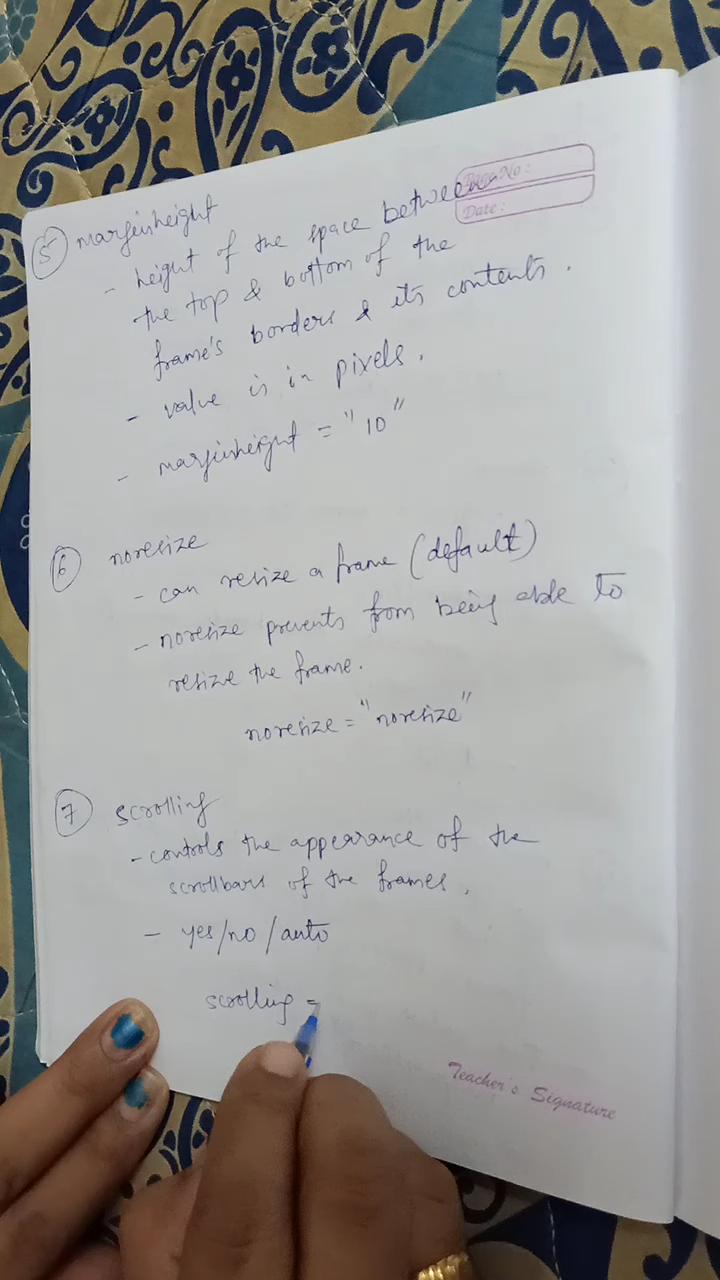 Page No:
Date:
5 marginheight
- height of the space between
the top & bottom of the
frame's borders & its contents.
- value is in pixels.
- marginheight = "10"
6 noresize
- can resize a frame (default)
- noresize prevents from being able to
resize the frame.
noresize = "noresize"
7 scrolling
- controls the appearance of the
scrollbars of the frames.
- yes/no/auto
scrolling =
Teacher's Signature